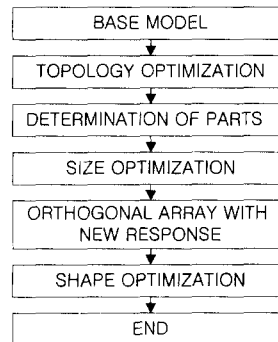 BASE MODEL
TOPOLOGY OPTIMIZATION
DETERMINATION OF PARTS
SIZE OPTIMIZATION
ORTHOGONAL ARRAY WITH
NEW RESPONSE
SHAPE OPTIMIZATION
END